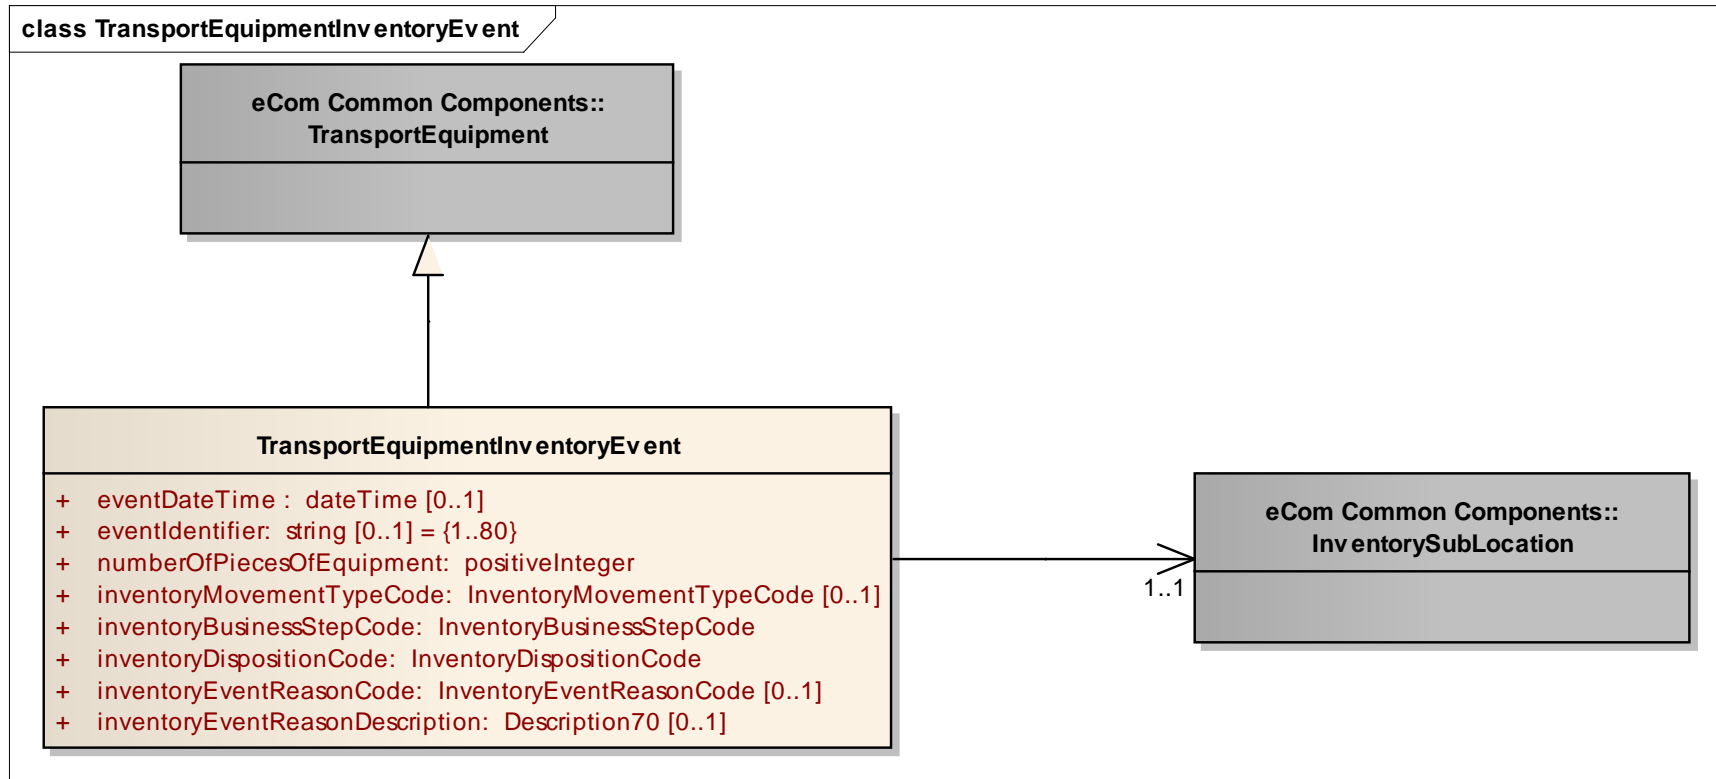 class TransportEquipmentInventoryEvent
eCom Common Components::
TransportEquipment
TransportEquipmentInventoryEvent
+ eventDateTime : dateTime [0..1]
+ eventIdentifier: string [0..1] = {1..80}
+ numberOfPiecesOfEquipment: positiveInteger
+ inventoryMovementTypeCode: InventoryMovementTypeCode [0..1]
+ inventoryBusinessStepCode: InventoryBusinessStepCode
+ inventoryDispositionCode: InventoryDispositionCode
+ inventoryEventReasonCode: InventoryEventReasonCode [0..1]
+ inventoryEventReasonDescription: Description70 [0..1]
1..1
eCom Common Components::
InventorySubLocation